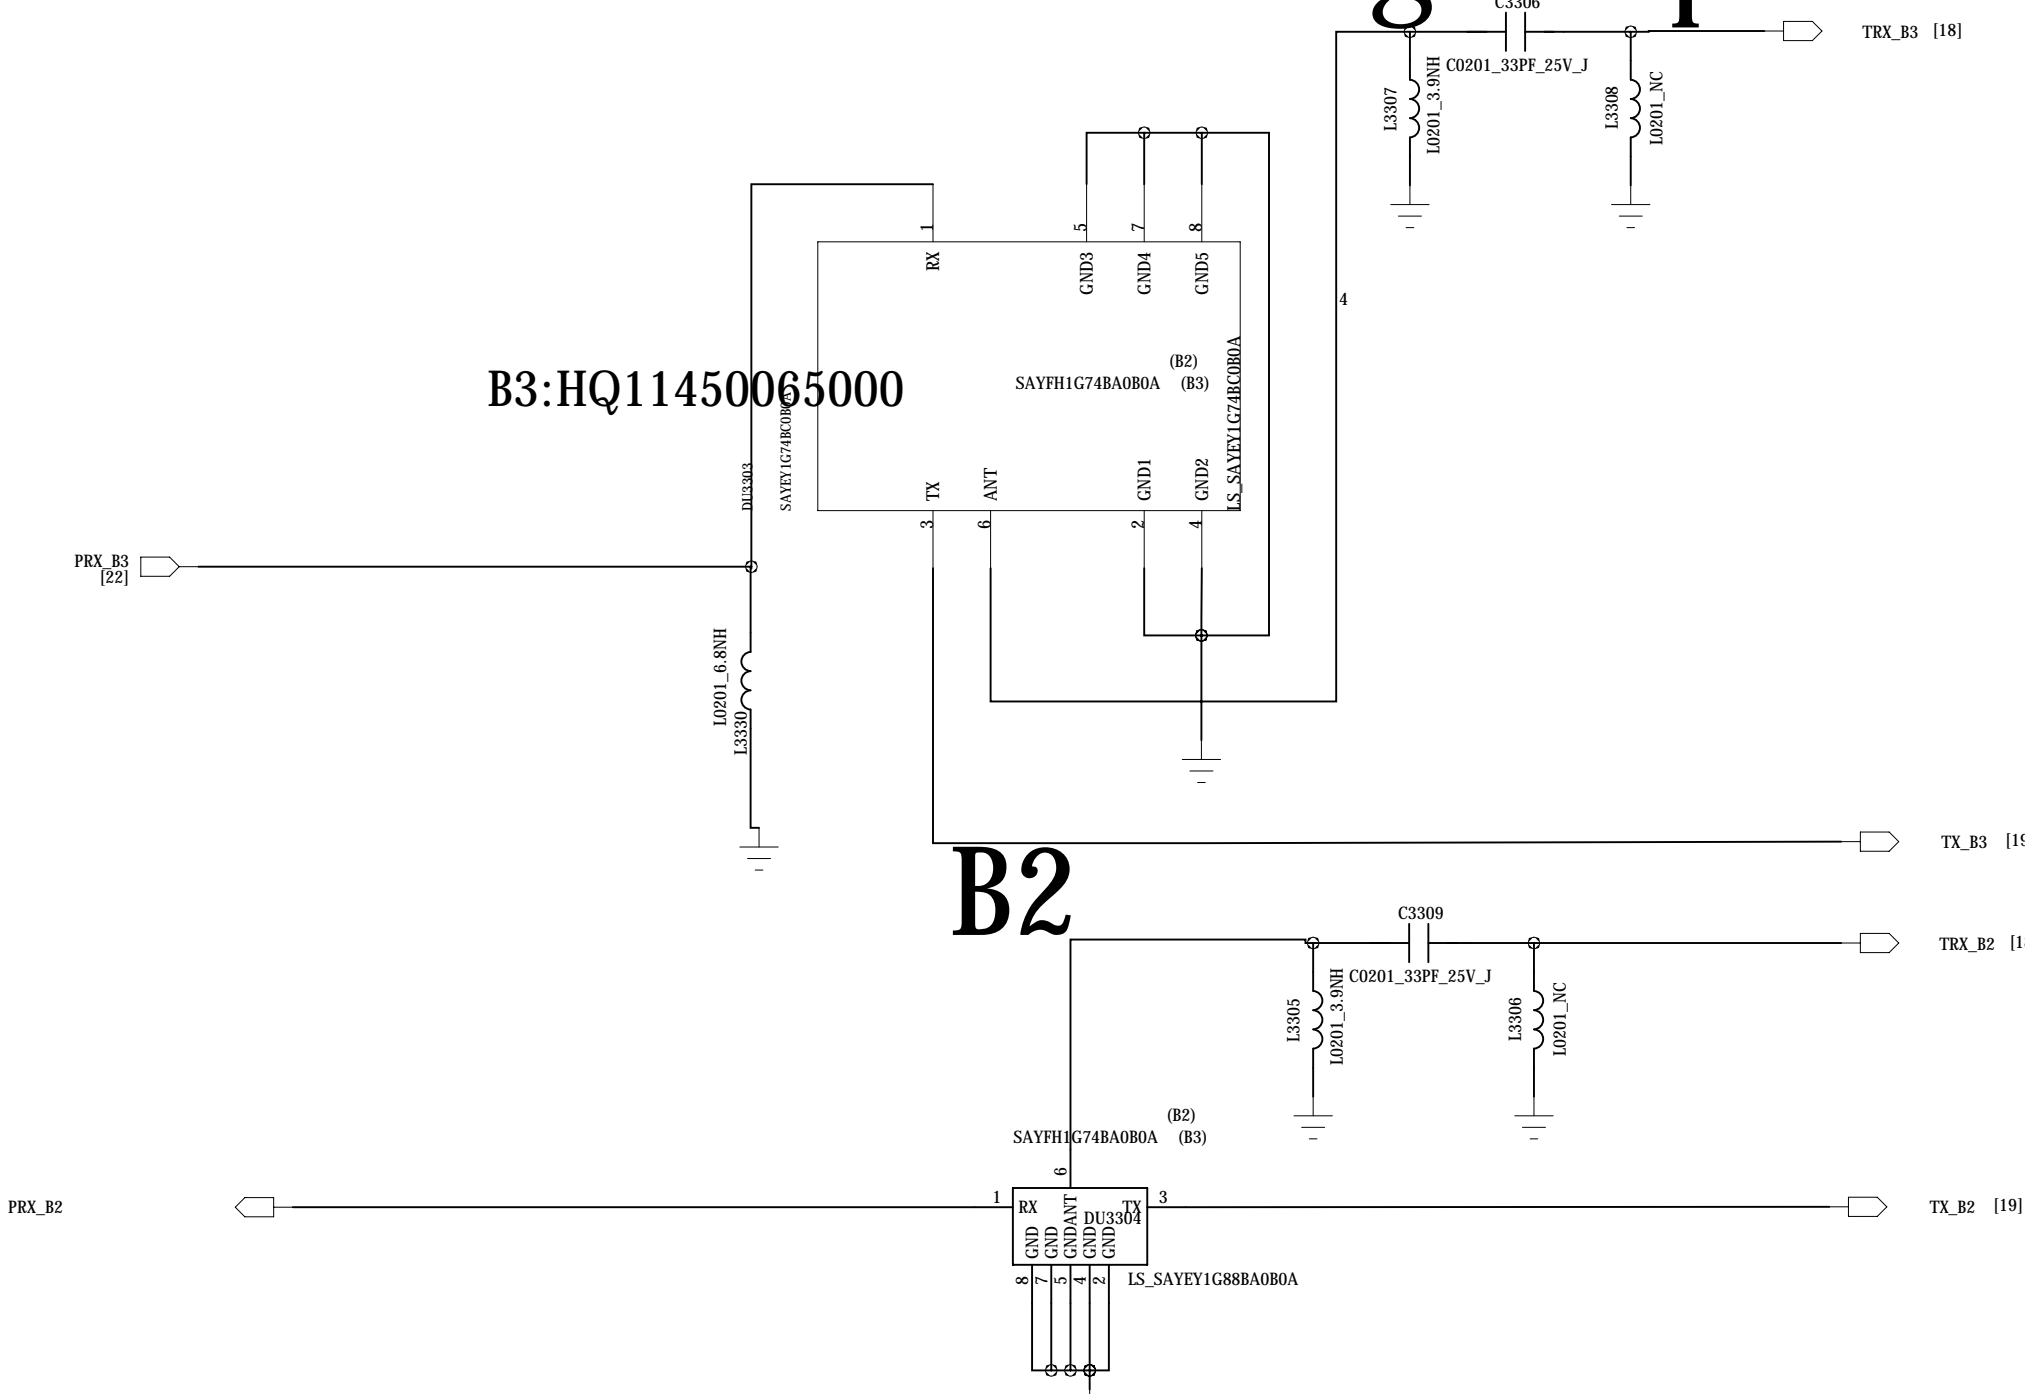 C3306
TRX_B3 [18]
C0201_33PF_25V_J
L3307
L0201_3.9NH
L3308
L0201_NC
1
5
7
8
RX
GND3
GND4
GND5
4
(B2)
SAYFH1G74BA0B0A (B3)
LS_SAYEY1G74BC0B0A
B3:HQ11450065000
DU3303
SAYEY1G74BC0B0A
TX
ANT
GND1
GND2
3
6
2
4
PRX_B3
[22]
L0201_6.8NH
L3330
TX_B3 [19
B2
C3309
TRX_B2
C0201_33PF_25V_J
L3305
L0201_3.9NH
L3306
L0201_NC
(B2)
SAYFH1G74BA0B0A (B3)
6
PRX_B2
1
RX
ANT
TX
3
TX_B2 [19]
DU3304
GND
GND
GND
GND
GND
8
7
5
4
2
LS_SAYEY1G88BA0B0A